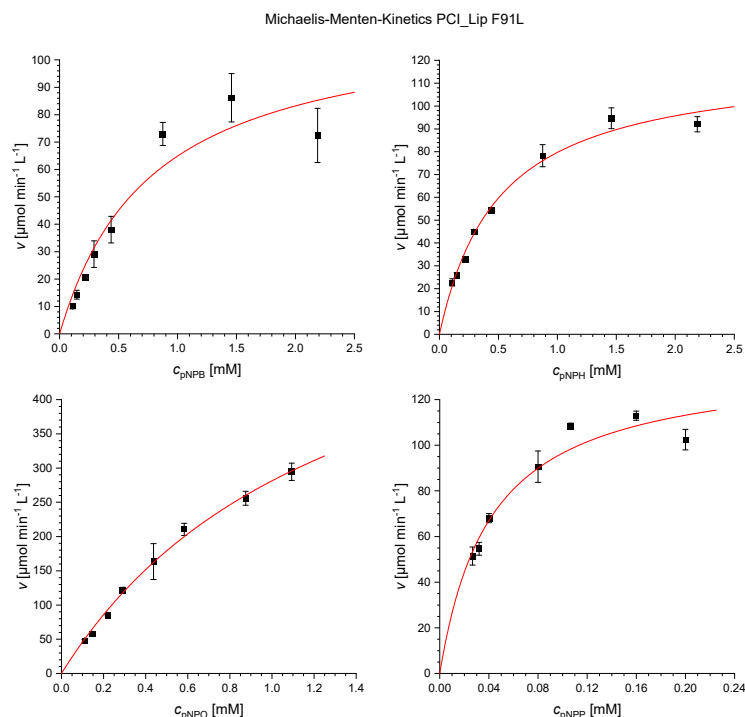 Michaelis-Menten-Kinetics PCI_Lip F91L
100
90
80
70
60
50
40
30
20
10
0
v [µmol min⁻¹ L⁻¹]
0.0 0.5 1.0 1.5 2.0 2.5
c_pNPB [mM]
120
100
80
60
40
20
0
v [µmol min⁻¹ L⁻¹]
0.0 0.5 1.0 1.5 2.0 2.5
c_pNPH [mM]
400
350
300
250
200
150
100
50
0
v [µmol min⁻¹ L⁻¹]
0.0 0.2 0.4 0.6 0.8 1.0 1.2 1.4
c_pNPO [mM]
120
100
80
60
40
20
0
v [µmol min⁻¹ L⁻¹]
0.00 0.04 0.08 0.12 0.16 0.20 0.24
c_pNPP [mM]